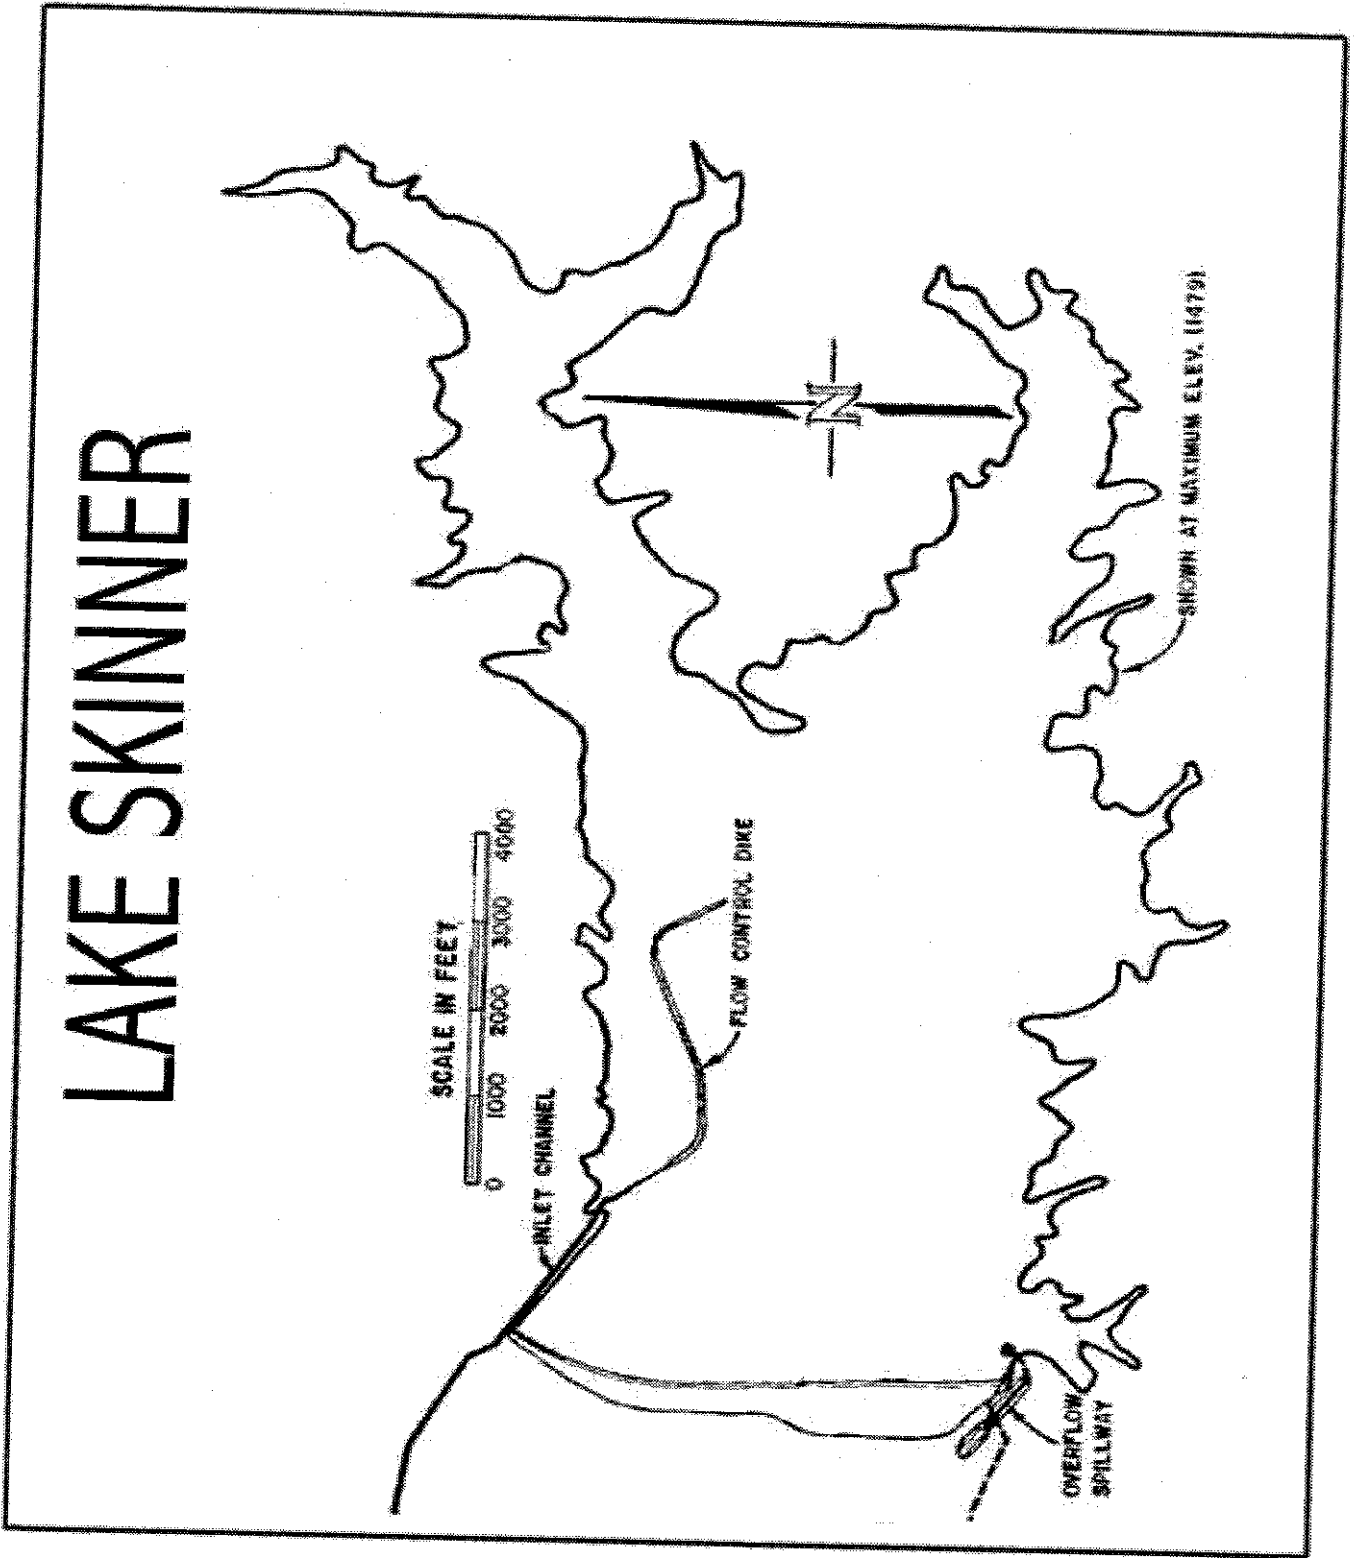 LAKE SKINNER
SCALE IN FEET
0 1000 2000 3000 4000
INLET CHANNEL
FLOW CONTROL DIKE
N
OVERFLOW
SPILLWAY
SHOWN AT MAXIMUM ELEV. (1479)